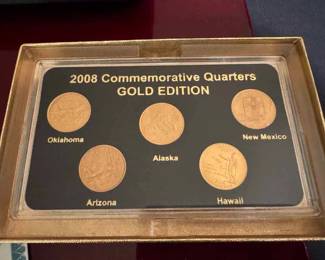 2008 Commemorative Quarters
GOLD EDITION
Oklahoma
New Mexico
Alaska
Arizona
Hawaii